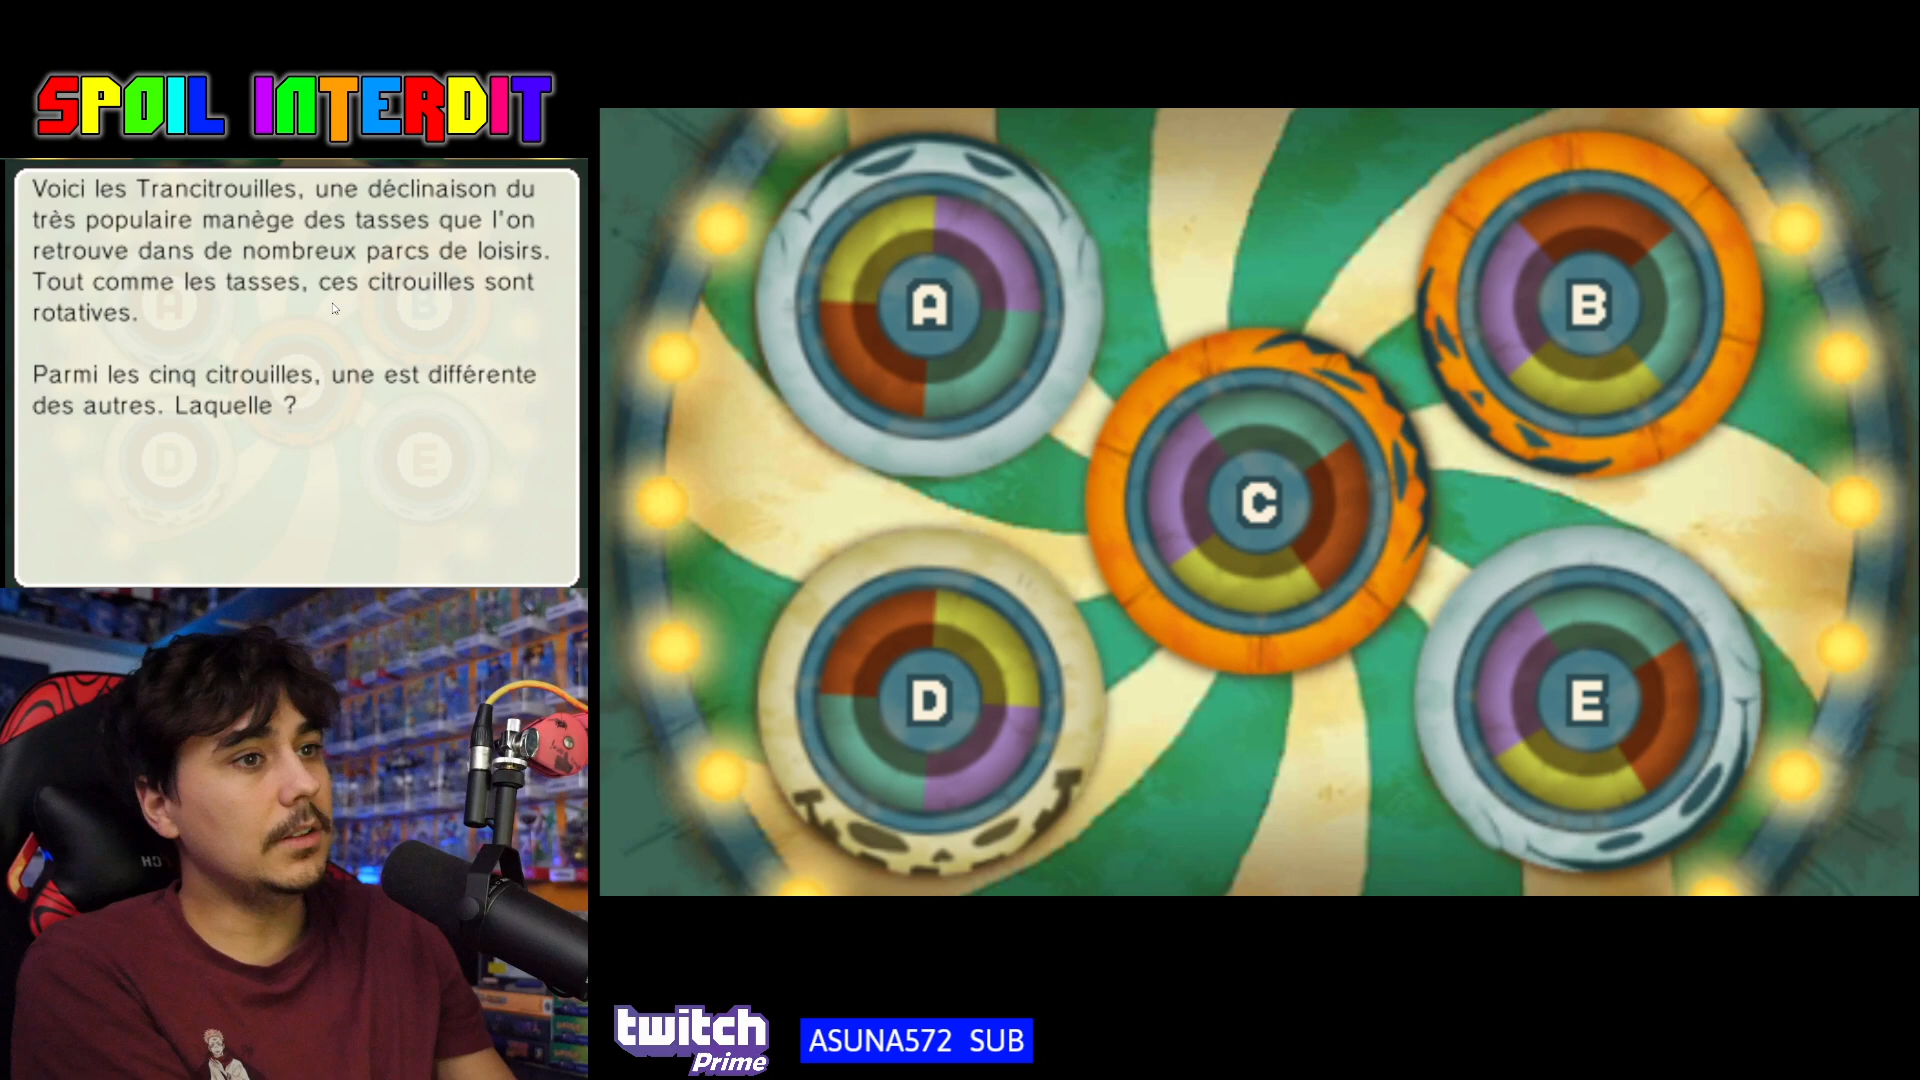 SPOIL INTERDIT
Voici les Trancitrouilles, une déclinaison du
très populaire manège des tasses que l'on
retrouve dans de nombreux parcs de loisirs.
Tout comme les tasses, ces citrouilles sont
rotatives.
Parmi les cinq citrouilles, une est différente
des autres. Laquelle ?
A
B
C
D
E
twitch
Prime
ASUNA572 SUB